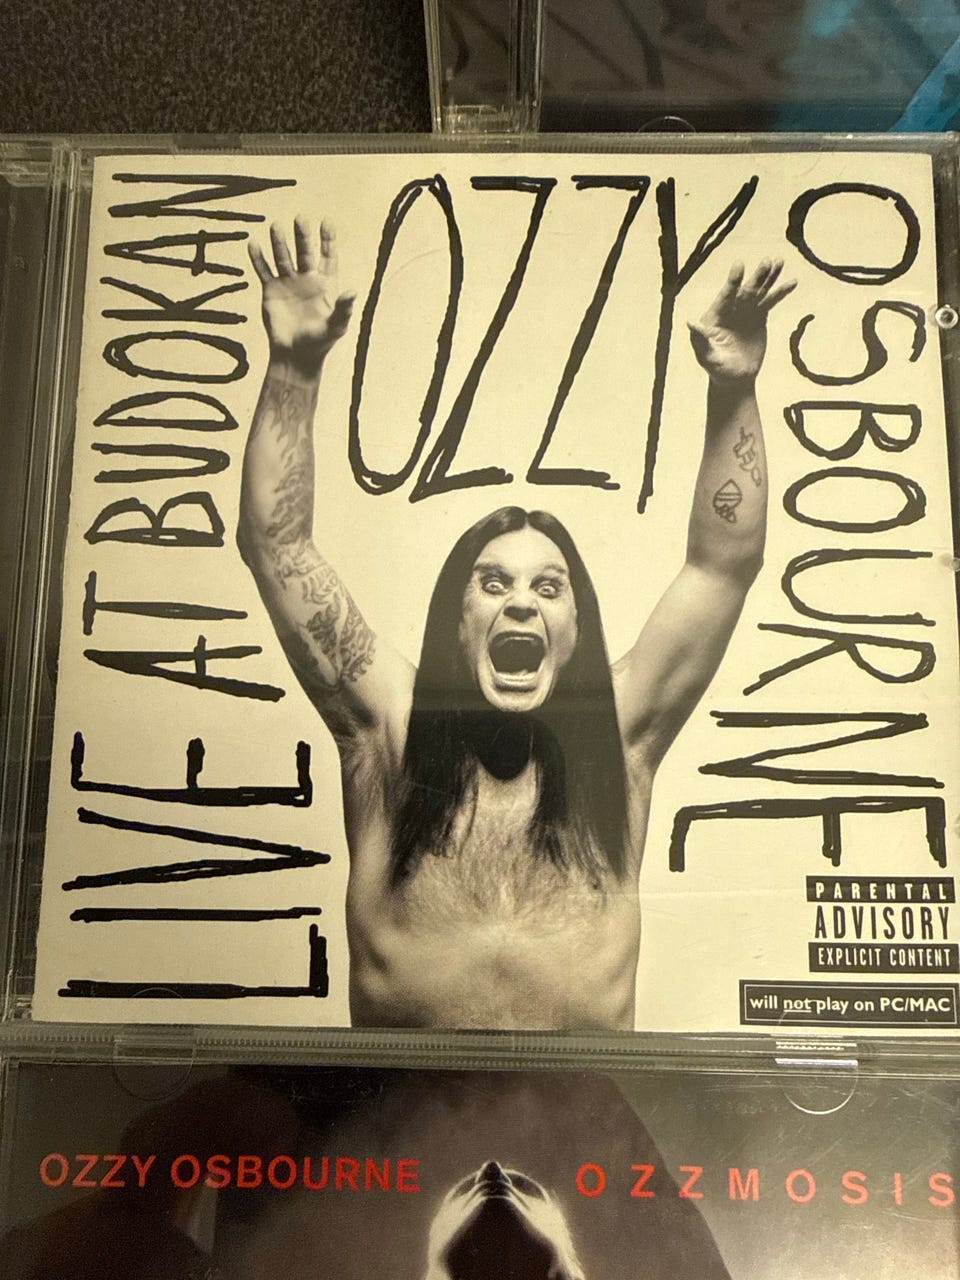 LIVE AT BUDOKAN
OZZY
OSBOURNE
PARENTAL
ADVISORY
EXPLICIT CONTENT
will not play on PC/MAC
OZZY OSBOURNE
OZZMOSIS